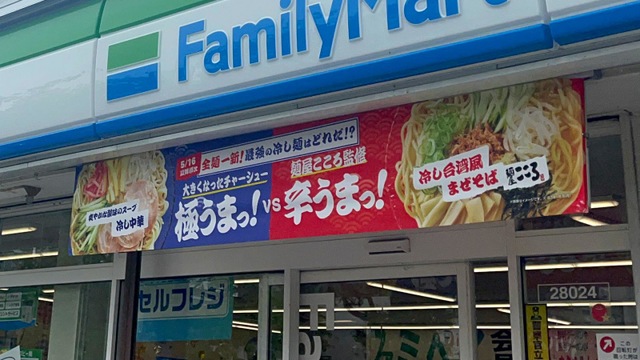 FamilyMart
5/16
全麺一新!最強の冷し麺はどれだ!?
大きくなったチャーシュー
極うまっ!
VS
麺屋こころ監修
辛うまっ!
爽やかな酸味のスープ
冷し中華
冷し台湾風
まぜそば
麺屋こころ
セルフレジ
28024